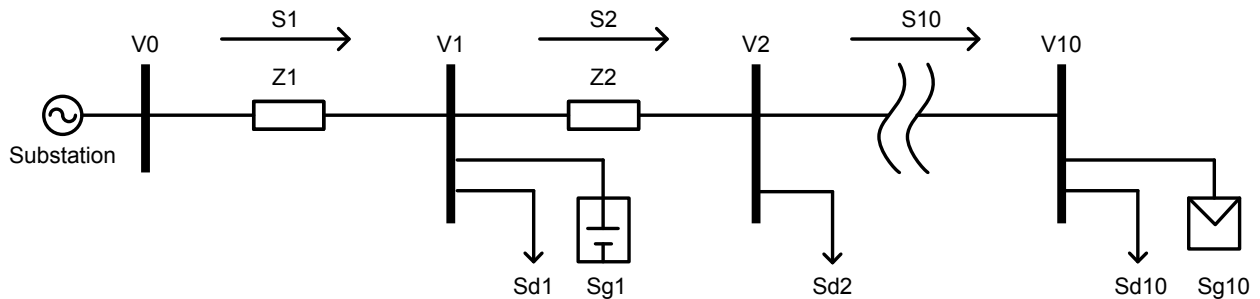 S1 S2 S10
V0 V1 V2 V10
Z1 Z2
Substation
Sd1 Sg1 Sd2 Sd10 Sg10